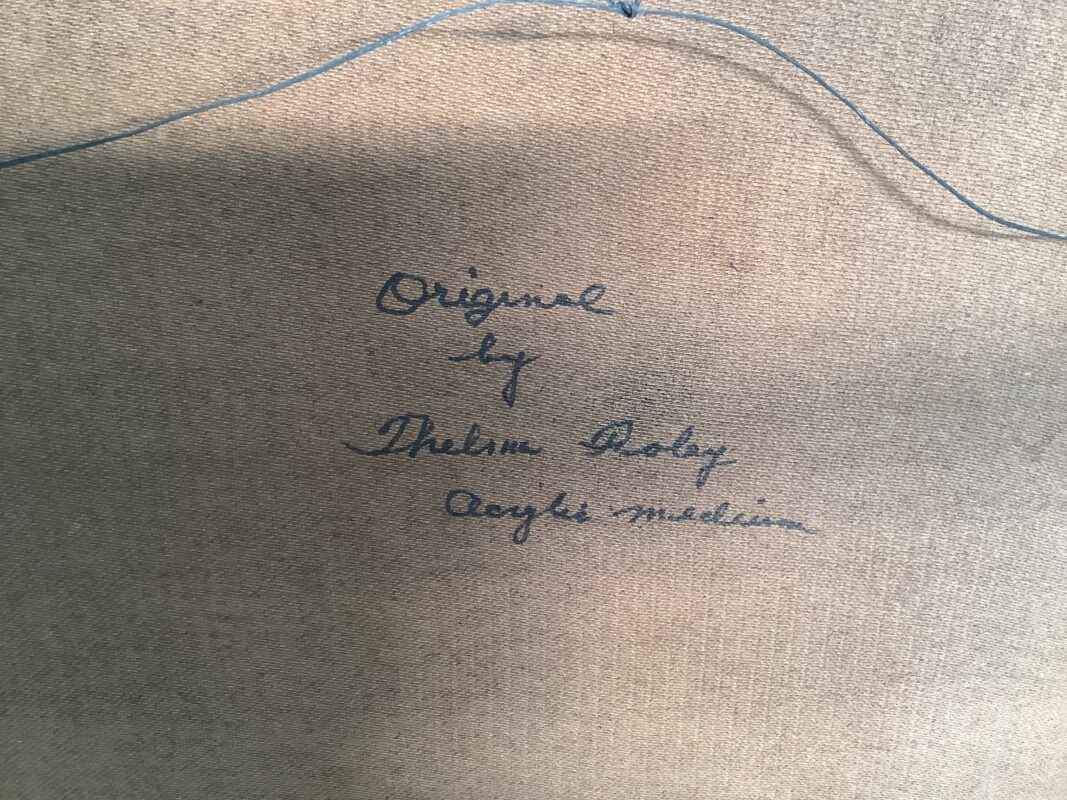 Original
by
Thelma Roley
Acrylic medium